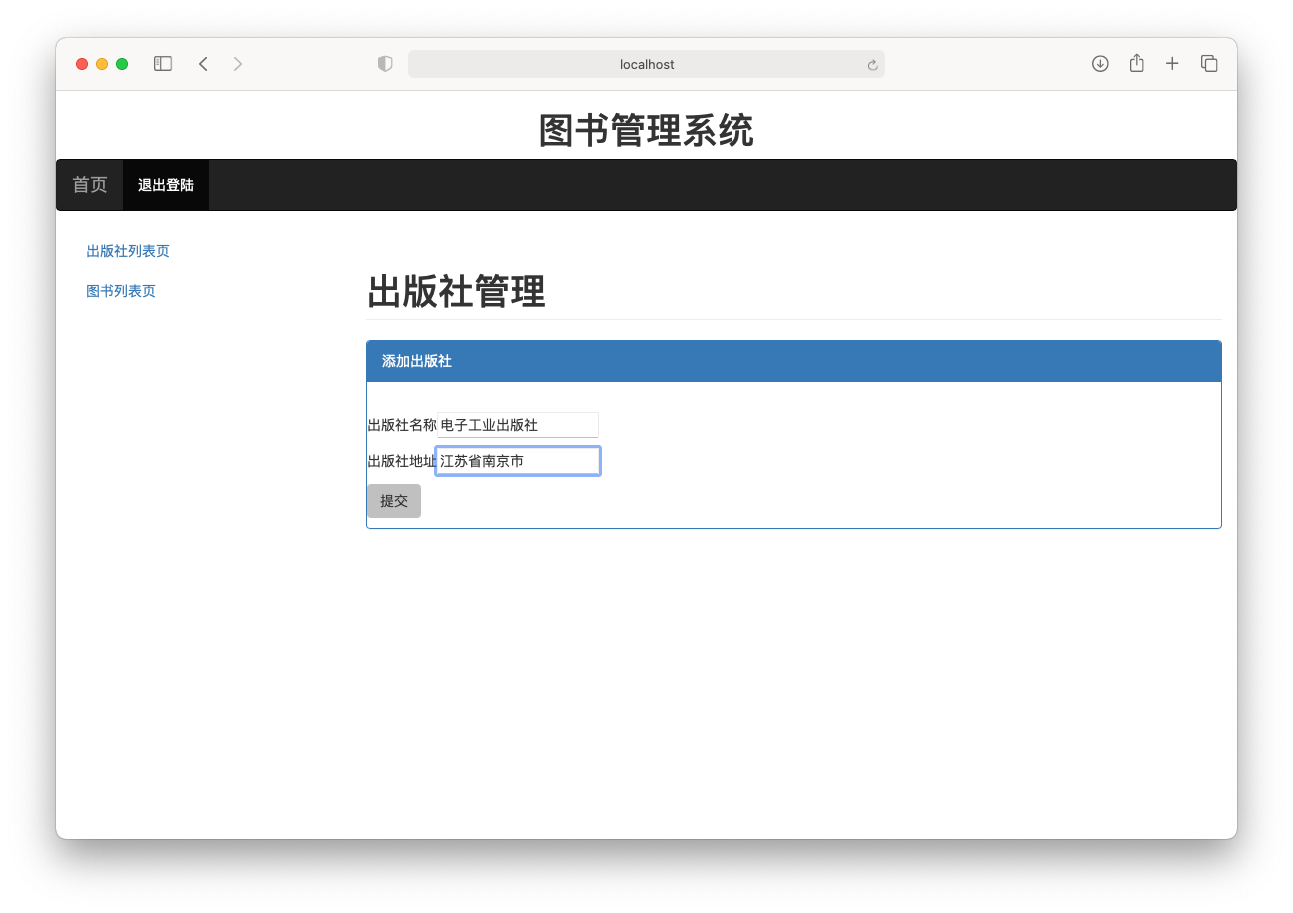 localhost
图书管理系统
首页 退出登陆
出版社列表页
图书列表页
出版社管理
添加出版社
出版社名称 电子工业出版社
出版社地址 江苏省南京市
提交